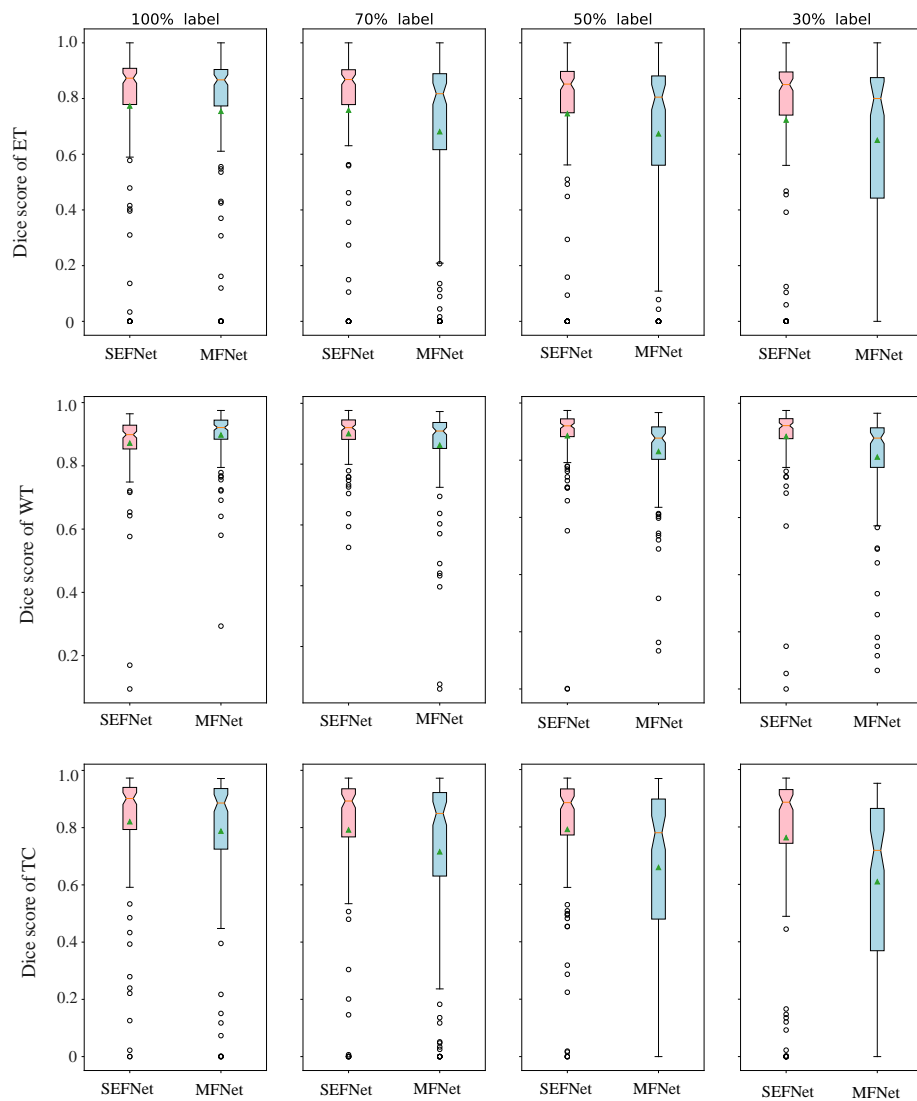 100% label 70% label 50% label 30% label
Dice score of ET
1.0
0.8
0.6
0.4
0.2
0
SEFNet MFNet SEFNet MFNet SEFNet MFNet SEFNet MFNet
Dice score of WT
1.0
0.8
0.6
0.4
0.2
SEFNet MFNet SEFNet MFNet SEFNet MFNet SEFNet MFNet
Dice score of TC
1.0
0.8
0.6
0.4
0.2
0
SEFNet MFNet SEFNet MFNet SEFNet MFNet SEFNet MFNet